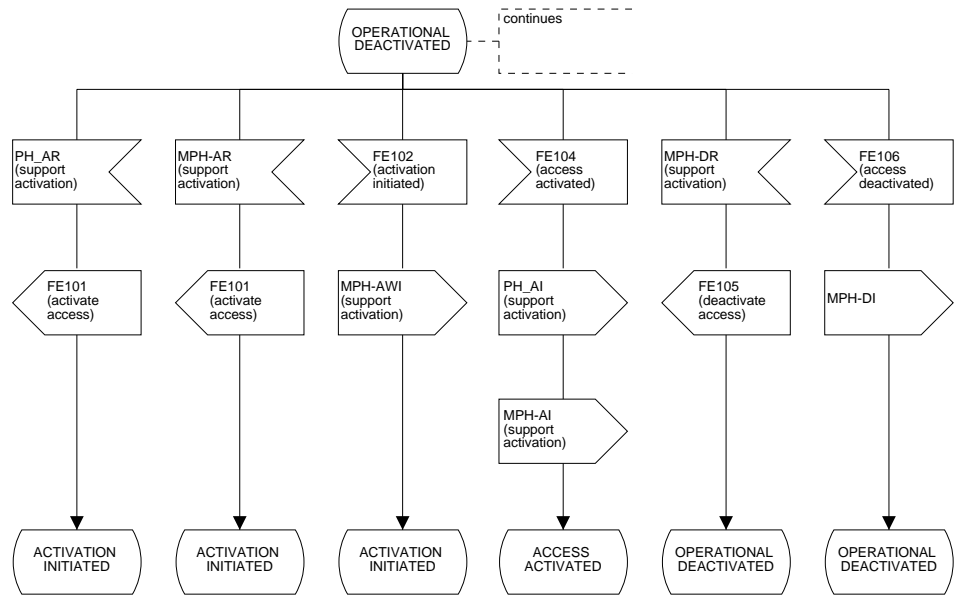 OPERATIONAL
DEACTIVATED
continues
PH_AR
(support
activation)
MPH-AR
(support
activation)
FE102
(activation
initiated)
FE104
(access
activated)
MPH-DR
(support
activation)
FE106
(access
deactivated)
FE101
(activate
access)
FE101
(activate
access)
MPH-AWI
(support
activation)
PH_AI
(support
activation)
FE105
(deactivate
access)
MPH-DI
MPH-AI
(support
activation)
ACTIVATION
INITIATED
ACTIVATION
INITIATED
ACTIVATION
INITIATED
ACCESS
ACTIVATED
OPERATIONAL
DEACTIVATED
OPERATIONAL
DEACTIVATED